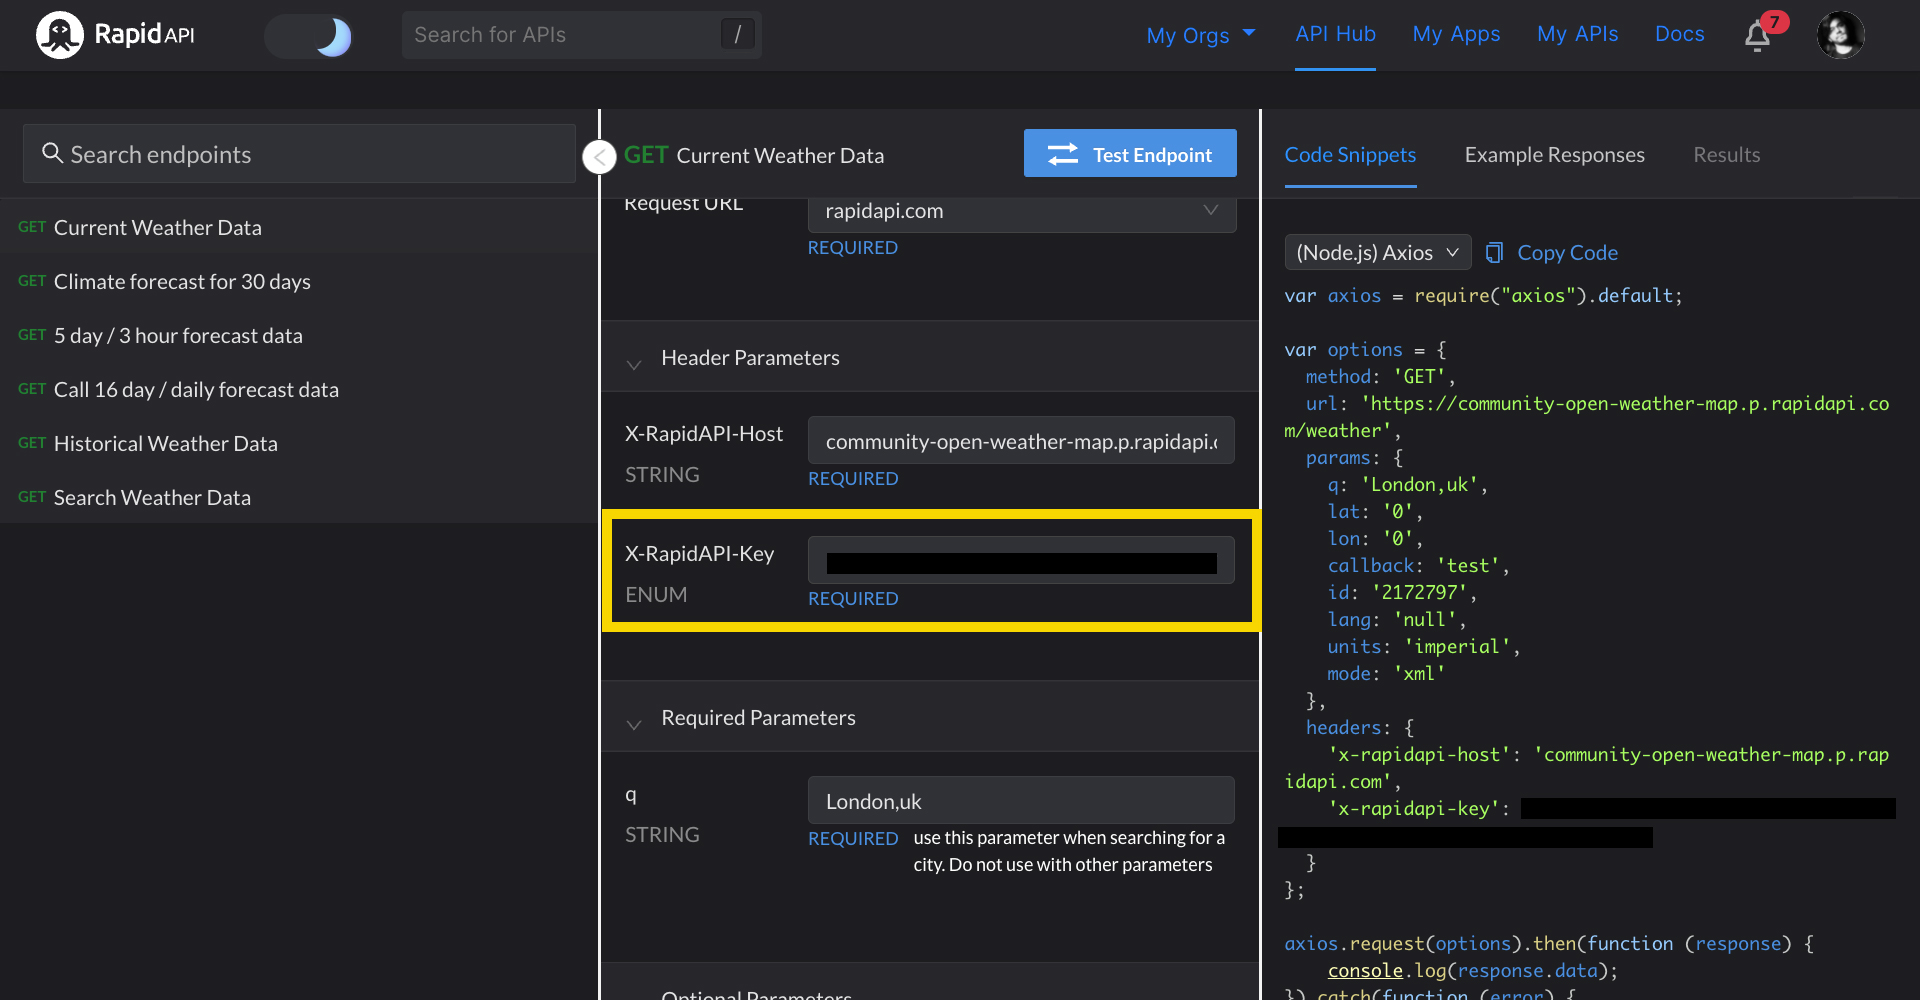 RapidAPI
Search for APIs
/
My Orgs
API Hub
My Apps
My APIs
Docs
7
Search endpoints
GET Current Weather Data
GET Climate forecast for 30 days
GET 5 day / 3 hour forecast data
GET Call 16 day / daily forecast data
GET Historical Weather Data
GET Search Weather Data
GET Current Weather Data
Test Endpoint
Request URL
rapidapi.com
REQUIRED
Header Parameters
X-RapidAPI-Host
community-open-weather-map.p.rapidapi.c
STRING
REQUIRED
X-RapidAPI-Key
ENUM
REQUIRED
Required Parameters
q
London,uk
STRING
REQUIRED use this parameter when searching for a
city. Do not use with other parameters
Optional Parameters
Code Snippets
Example Responses
Results
(Node.js) Axios
Copy Code
var axios = require("axios").default;
var options = {
method: 'GET',
url: 'https://community-open-weather-map.p.rapidapi.co
m/weather',
params: {
q: 'London,uk',
lat: '0',
lon: '0',
callback: 'test',
id: '2172797',
lang: 'null',
units: 'imperial',
mode: 'xml'
},
headers: {
'x-rapidapi-host': 'community-open-weather-map.p.rap
idapi.com',
'x-rapidapi-key':
}
};
axios.request(options).then(function (response) {
console.log(response.data);
}).catch(function (error) {